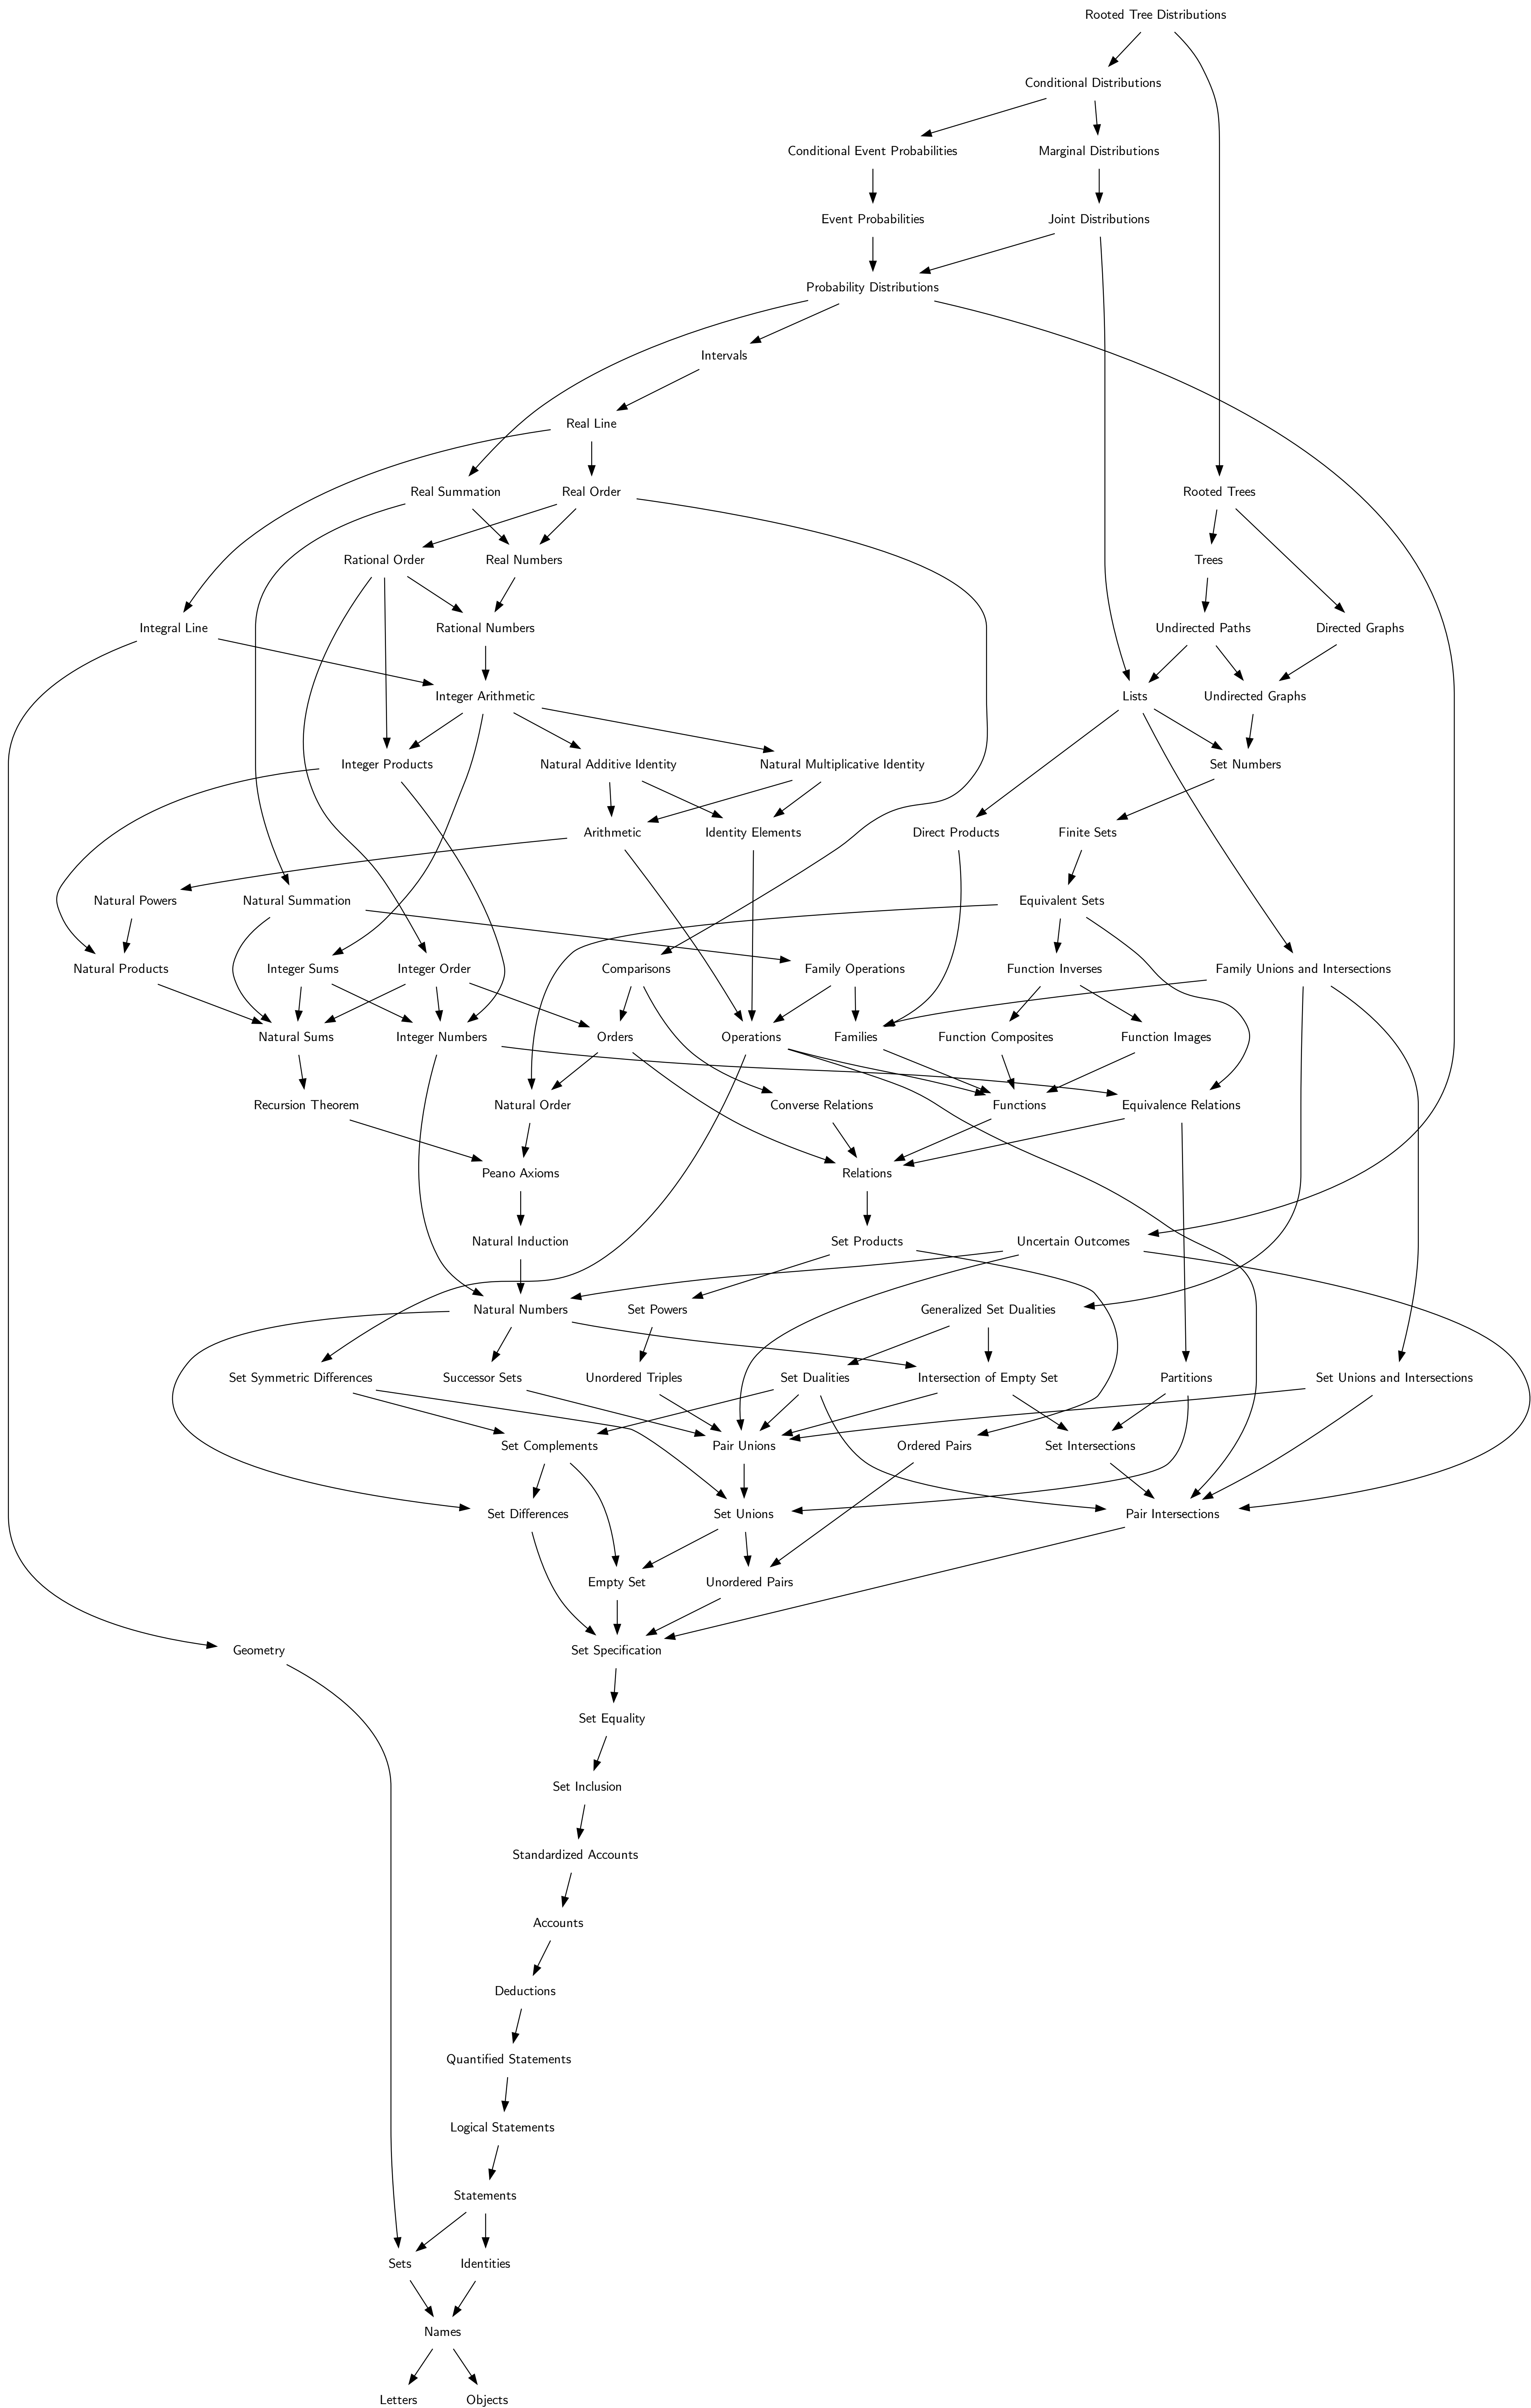 Rooted Tree Distributions
Conditional Distributions
Conditional Event Probabilities
Marginal Distributions
Event Probabilities
Joint Distributions
Probability Distributions
Intervals
Real Line
Real Summation
Real Order
Rooted Trees
Rational Order
Real Numbers
Trees
Integral Line
Rational Numbers
Undirected Paths
Directed Graphs
Integer Arithmetic
Lists
Undirected Graphs
Integer Products
Natural Additive Identity
Natural Multiplicative Identity
Set Numbers
Arithmetic
Identity Elements
Direct Products
Finite Sets
Natural Powers
Natural Summation
Equivalent Sets
Natural Products
Integer Sums
Integer Order
Comparisons
Family Operations
Function Inverses
Family Unions and Intersections
Natural Sums
Integer Numbers
Orders
Operations
Families
Function Composites
Function Images
Recursion Theorem
Natural Order
Converse Relations
Functions
Equivalence Relations
Peano Axioms
Relations
Natural Induction
Set Products
Uncertain Outcomes
Natural Numbers
Set Powers
Generalized Set Dualities
Set Symmetric Differences
Successor Sets
Unordered Triples
Set Dualities
Intersection of Empty Set
Partitions
Set Unions and Intersections
Set Complements
Pair Unions
Ordered Pairs
Set Intersections
Set Differences
Set Unions
Pair Intersections
Empty Set
Unordered Pairs
Geometry
Set Specification
Set Equality
Set Inclusion
Standardized Accounts
Accounts
Deductions
Quantified Statements
Logical Statements
Statements
Sets
Identities
Names
Letters
Objects